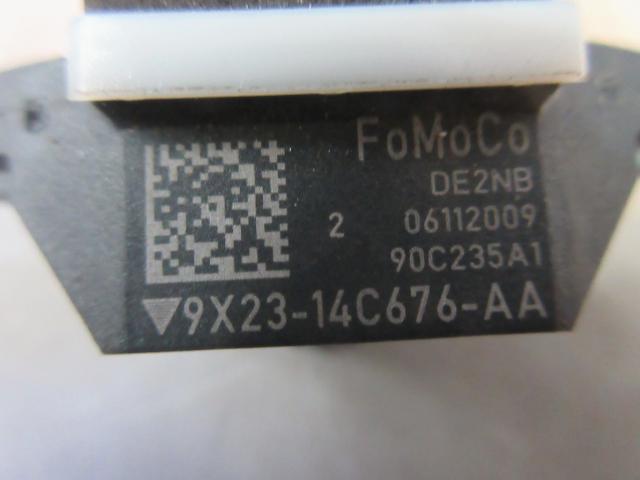 FoMoCo
DE2NB
2 06112009
90C235A1
9X23-14C676-AA